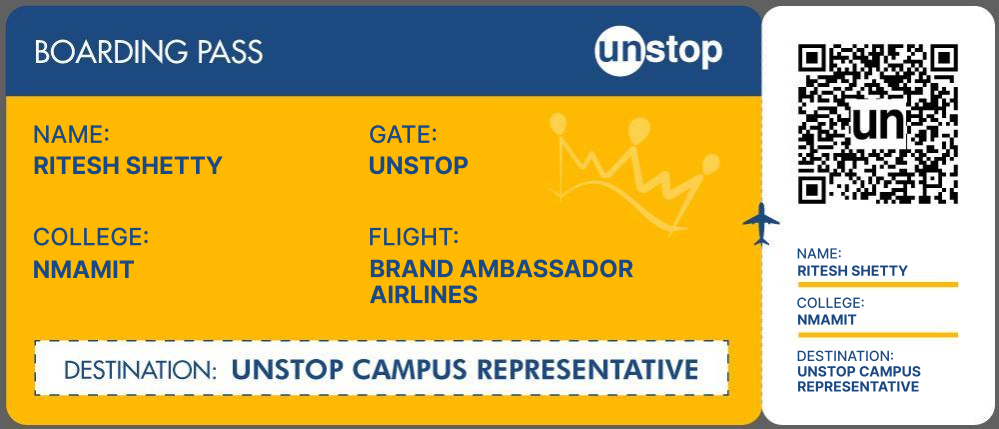 BOARDING PASS
unstop
NAME:
RITESH SHETTY
GATE:
UNSTOP
COLLEGE:
NMAMIT
FLIGHT:
BRAND AMBASSADOR
AIRLINES
DESTINATION: UNSTOP CAMPUS REPRESENTATIVE
un
NAME:
RITESH SHETTY
COLLEGE:
NMAMIT
DESTINATION:
UNSTOP CAMPUS
REPRESENTATIVE